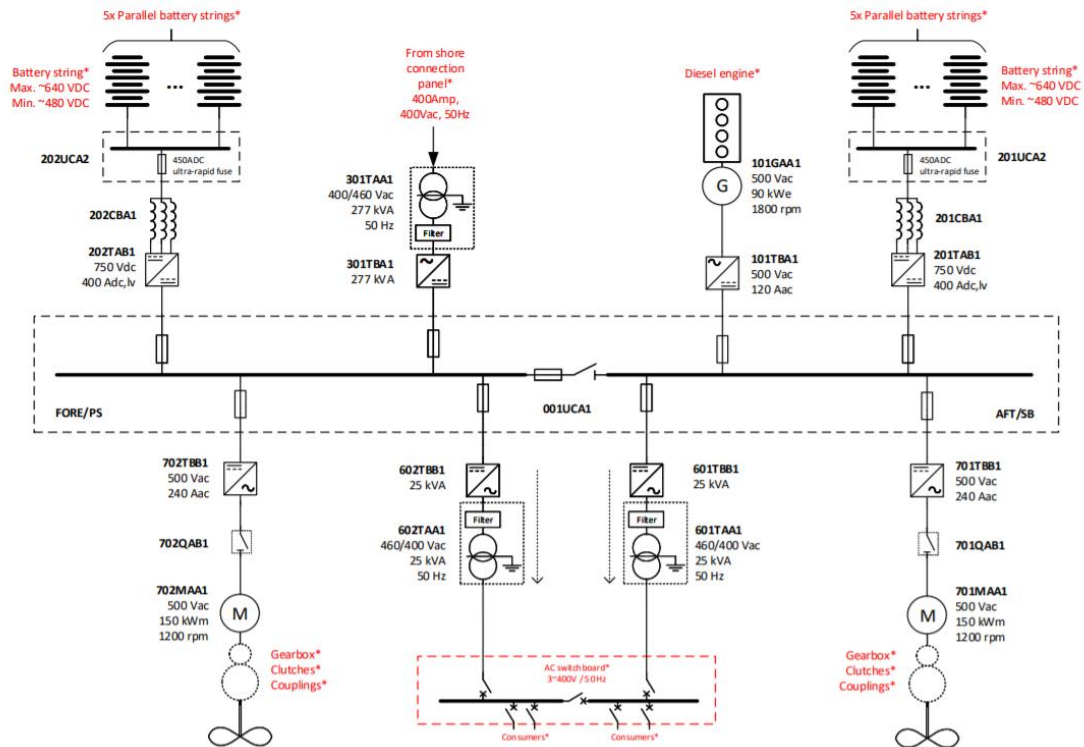 5x Parallel battery strings*
5x Parallel battery strings*
Battery string*
Max. ~640 VDC
Min. ~480 VDC
...
From shore
connection
panel*
400Amp,
400Vac, 50Hz
Diesel engine*
...
Battery string*
Max. ~640 VDC
Min. ~480 VDC
202UCA2
450ADC
ultra-rapid fuse
301TAA1
400/460 Vac
277 kVA
50 Hz
Filter
101GAA1
500 Vac
90 kWe
1800 rpm
G
450ADC
ultra-rapid fuse
201UCA2
202CBA1
201CBA1
202TAB1
750 Vdc
400 Adc,lv
301TBA1
277 kVA
101TBA1
500 Vac
120 Aac
201TAB1
750 Vdc
400 Adc,lv
FORE/PS
001UCA1
AFT/SB
702TBB1
500 Vac
240 Aac
602TBB1
25 kVA
601TBB1
25 kVA
701TBB1
500 Vac
240 Aac
702QAB1
Filter
602TAA1
460/400 Vac
25 kVA
50 Hz
Filter
601TAA1
460/400 Vac
25 kVA
50 Hz
701QAB1
702MAA1
500 Vac
150 kWm
1200 rpm
M
701MAA1
500 Vac
150 kWm
1200 rpm
M
Gearbox*
Clutches*
Couplings*
AC switchboard*
3~400V / 50Hz
Gearbox*
Clutches*
Couplings*
Consumers*
Consumers*